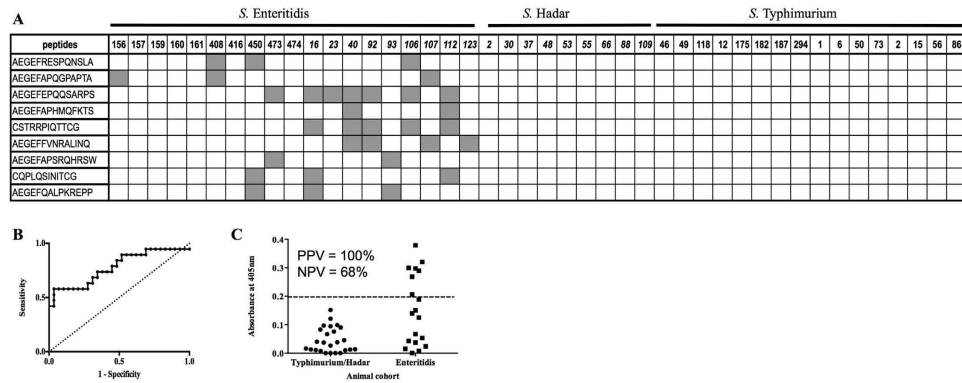 A
S. Enteritidis
S. Hadar
S. Typhimurium
peptides 156 157 159 160 161 408 416 450 473 474 16 23 40 92 93 106 107 112 123 2 30 37 48 53 55 66 88 109 46 49 118 12 175 182 187 294 1 6 50 73 2 15 56 86
AEGEFRESPQNSLA
AEGEFAPQGPAPTA
AEGEFEPQQSARPS
AEGEFAPHMQFKTS
CSTRRPIQTTCG
AEGEFFVNRALINQ
AEGEFAPSRQHRSW
CQPLQSINITCG
AEGEFQALPKREPP
B
1.0
0.5
0.0
Sensitivity
0.0 0.5 1.0
1 - Specificity
C
0.4
0.3
0.2
0.1
0.0
Absorbance at 405nm
PPV = 100%
NPV = 68%
Typhimurium/Hadar Enteritidis
Animal cohort